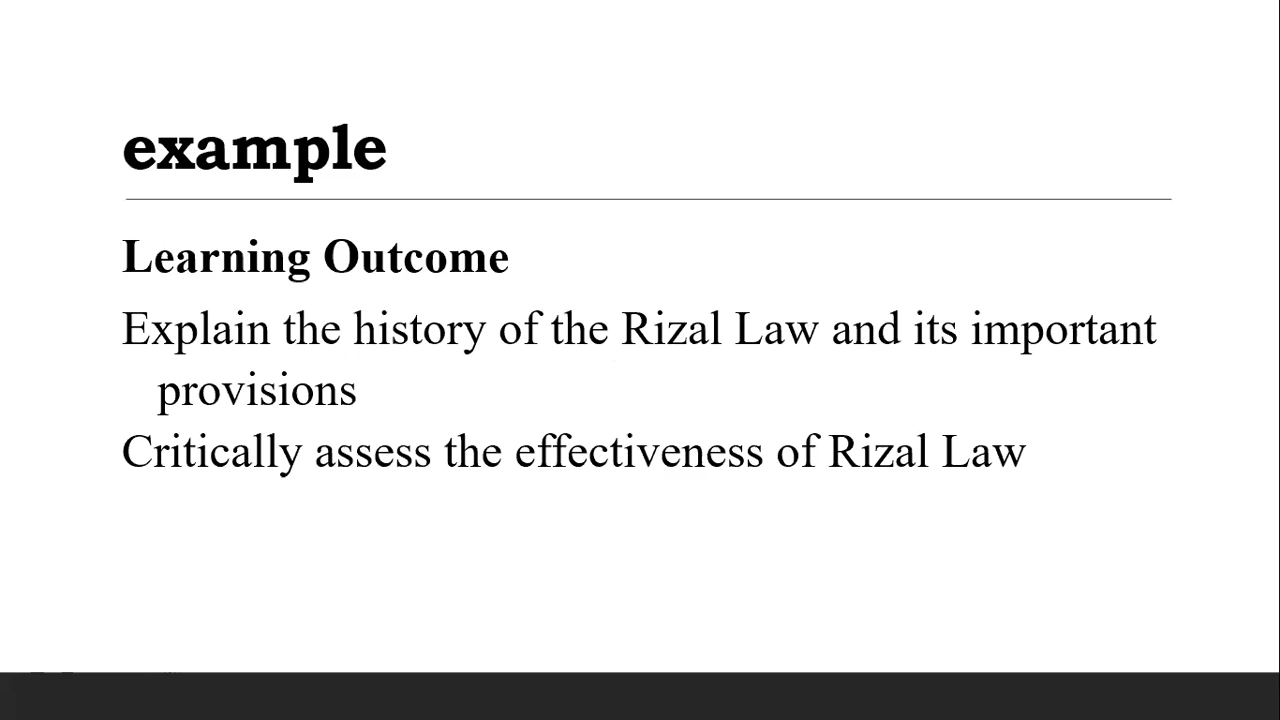 example
Learning Outcome
Explain the history of the Rizal Law and its important
provisions
Critically assess the effectiveness of Rizal Law